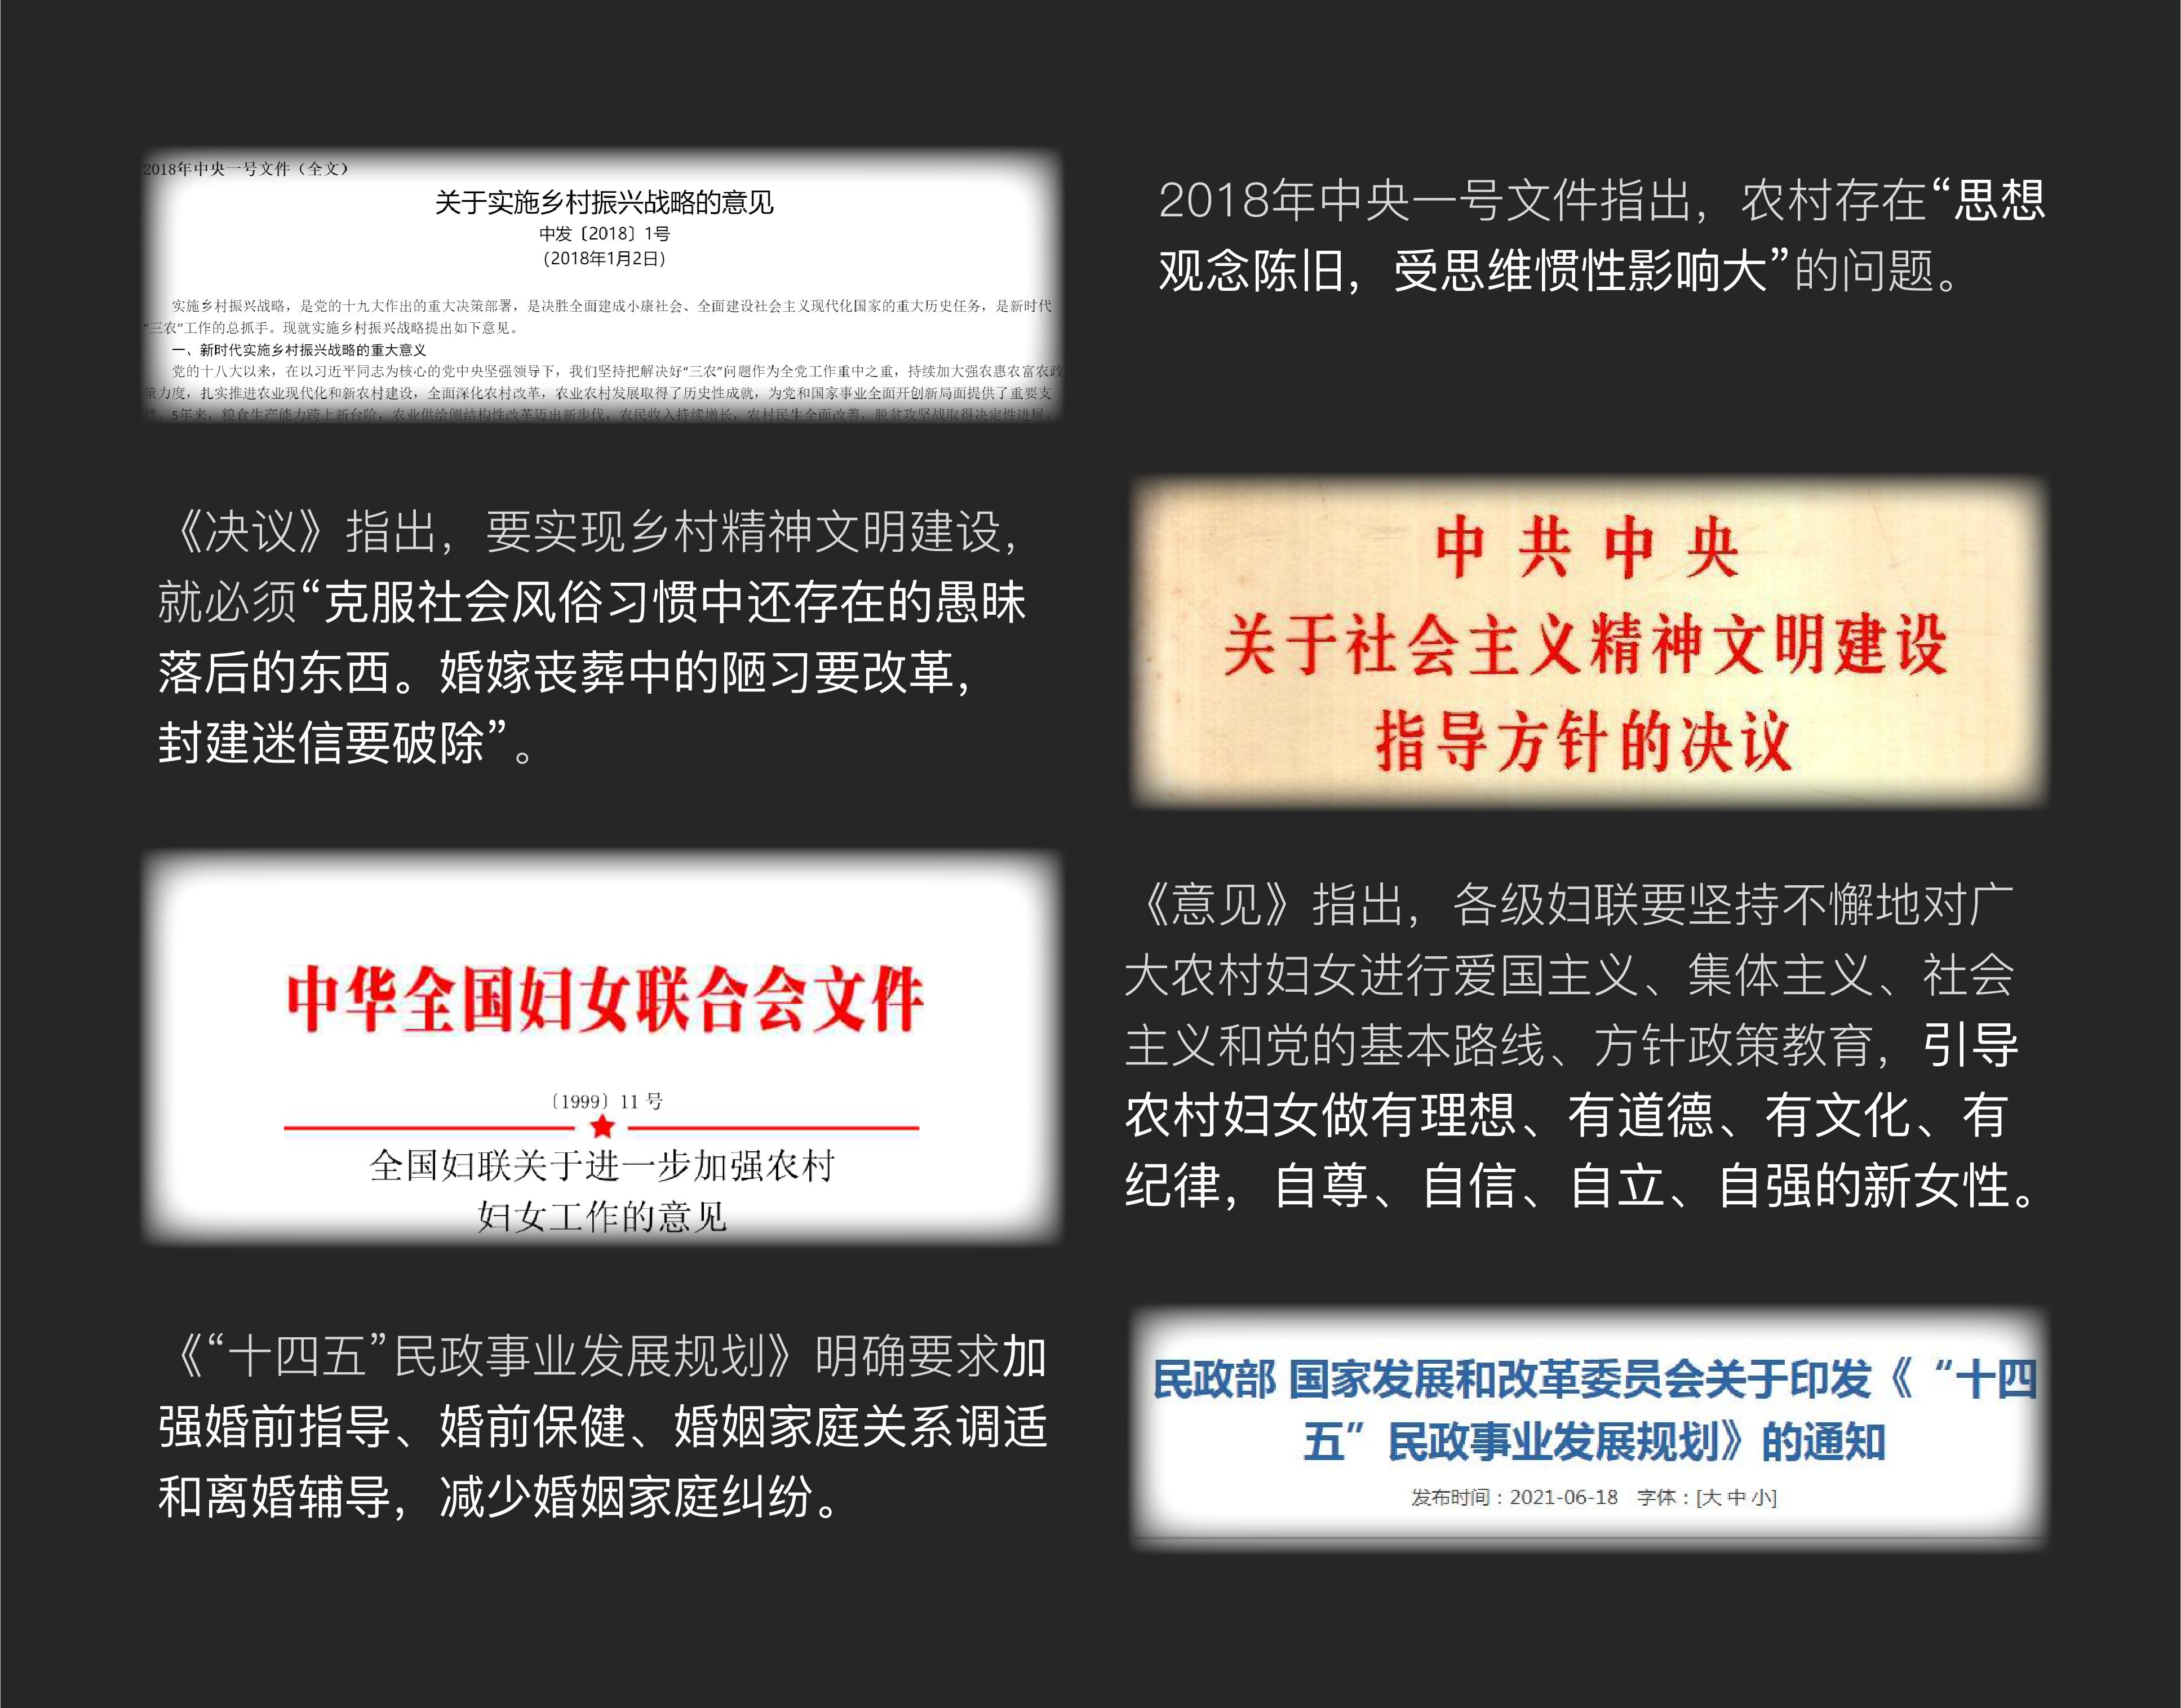 2018年中央一号文件（全文）
关于实施乡村振兴战略的意见
中发〔2018〕1号
（2018年1月2日）
实施乡村振兴战略，是党的十九大作出的重大决策部署，是决胜全面建成小康社会、全面建设社会主义现代化国家的重大历史任务，是新时代
“三农”工作的总抓手。现就实施乡村振兴战略提出如下意见。
一、新时代实施乡村振兴战略的重大意义
党的十八大以来，在以习近平同志为核心的党中央坚强领导下，我们坚持把解决好“三农”问题作为全党工作重中之重，持续加大强农惠农富农政
策力度，扎实推进农业现代化和新农村建设，全面深化农村改革，农业农村发展取得了历史性成就，为党和国家事业全面开创新局面提供了重要支
撑。5年来，粮食生产能力跨上新台阶，农业供给侧结构性改革迈出新步伐，农民收入持续增长，农村民生全面改善，脱贫攻坚战取得决定性进展，
2018年中央一号文件指出，农村存在“思想
观念陈旧，受思维惯性影响大”的问题。
《决议》指出，要实现乡村精神文明建设，
就必须“克服社会风俗习惯中还存在的愚昧
落后的东西。婚嫁丧葬中的陋习要改革，
封建迷信要破除”。
中共中央
关于社会主义精神文明建设
指导方针的决议
中华全国妇女联合会文件
〔1999〕11 号
全国妇联关于进一步加强农村
妇女工作的意见
《意见》指出，各级妇联要坚持不懈地对广
大农村妇女进行爱国主义、集体主义、社会
主义和党的基本路线、方针政策教育，引导
农村妇女做有理想、有道德、有文化、有
纪律，自尊、自信、自立、自强的新女性。
《“十四五”民政事业发展规划》明确要求加
强婚前指导、婚前保健、婚姻家庭关系调适
和离婚辅导，减少婚姻家庭纠纷。
民政部 国家发展和改革委员会关于印发《“十四
五”民政事业发展规划》的通知
发布时间：2021-06-18 字体：[大 中 小]